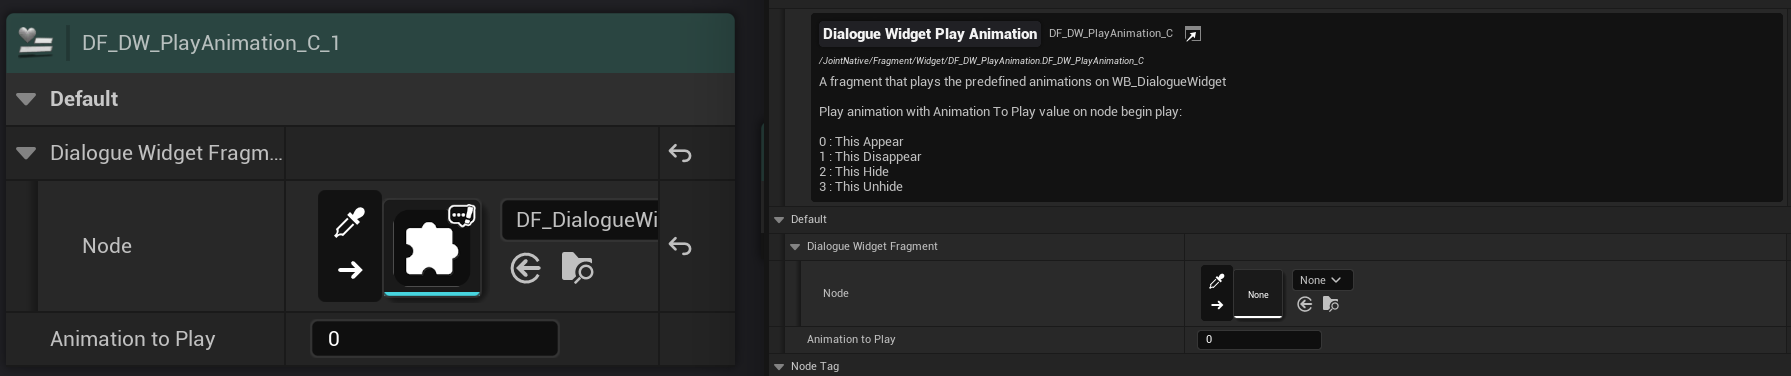 DF_DW_PlayAnimation_C_1
Default
Dialogue Widget Fragm...
Node
DF_DialogueWi
Animation to Play
0
Dialogue Widget Play Animation DF_DW_PlayAnimation_C
/JointNative/Fragment/Widget/DF_DW_PlayAnimation.DF_DW_PlayAnimation_C
A fragment that plays the predefined animations on WB_DialogueWidget
Play animation with Animation To Play value on node begin play:
0 : This Appear
1 : This Disappear
2 : This Hide
3 : This Unhide
Default
Dialogue Widget Fragment
Node
None
None
Animation to Play
0
Node Tag